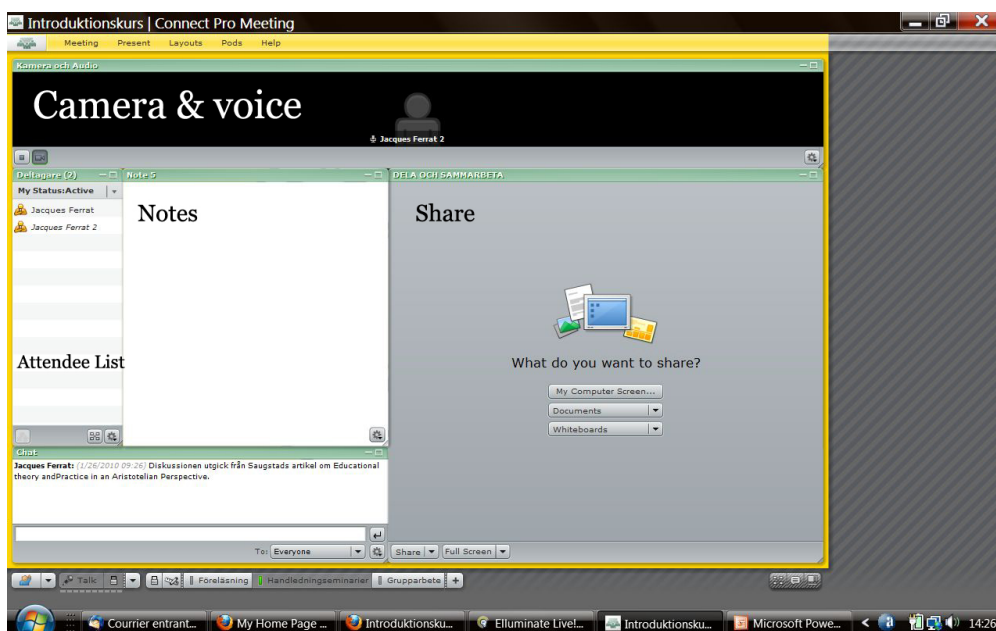 Introduktionskurs | Connect Pro Meeting
Meeting Present Layouts Pods Help
Kamera och Audio
Camera & voice
Jacques Ferrat 2
Deltagare (2)
My Status:Active
Jacques Ferrat
Jacques Ferrat 2
Attendee List
Note 5
Notes
DELA OCH SAMMARBETA
Share
What do you want to share?
My Computer Screen...
Documents
Whiteboards
Chat
Jacques Ferrat: (1/26/2010 09:26) Diskussionen utgick från Saugstads artikel om Educational
theory andPractice in an Aristotelian Perspective.
To: Everyone
Share Full Screen
Talk Föreläsning Handledningseminarier Grupparbete +
Courrier entrant... My Home Page ... Introduktionsku... Elluminate Live!... Introduktionsku... Microsoft Powe... < 14:26